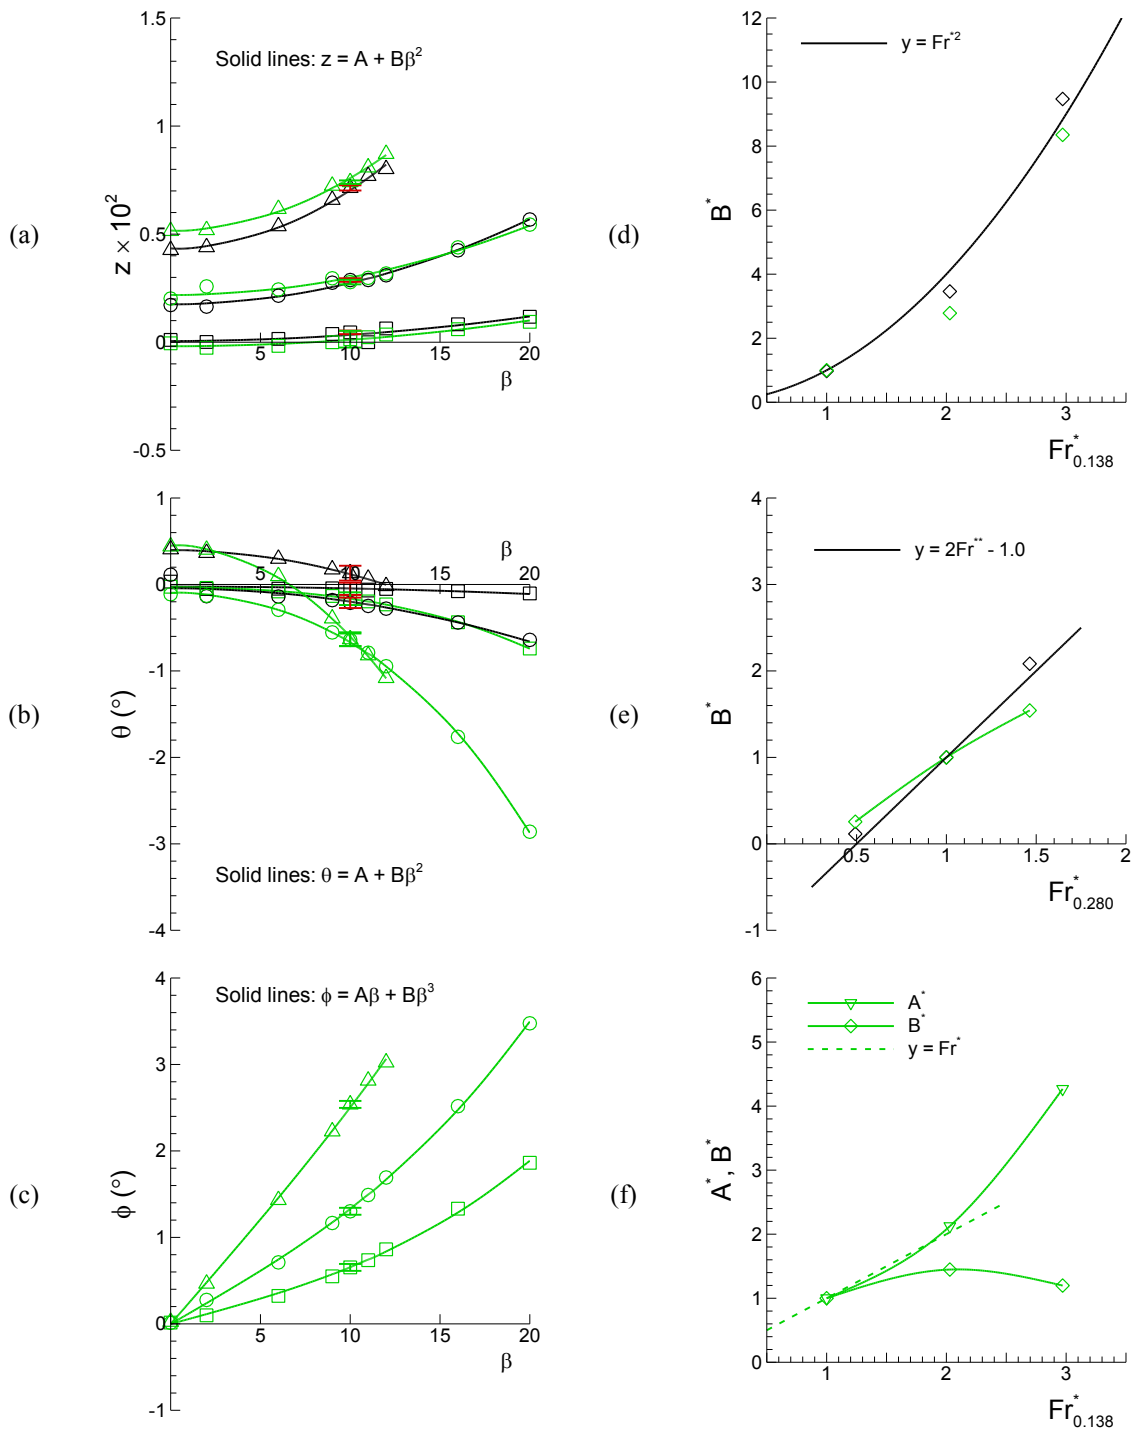 (a)
1.5
1
0.5
0
-0.5
z × 10²
Solid lines: z = A + Bβ²
5
10
15
20
β
(d)
12
10
8
6
4
2
0
B*
y = Fr*²
1
2
3
Fr*0.138
(b)
1
0
-1
-2
-3
-4
θ (°)
β
5
10
15
20
Solid lines: θ = A + Bβ²
(e)
4
3
2
1
0
-1
B*
y = 2Fr** - 1.0
0.5
1
1.5
2
Fr*0.280
(c)
4
3
2
1
0
-1
ϕ (°)
Solid lines: ϕ = Aβ + Bβ³
5
10
15
20
β
(f)
6
5
4
3
2
1
0
A*, B*
A*
B*
y = Fr*
1
2
3
Fr*0.138